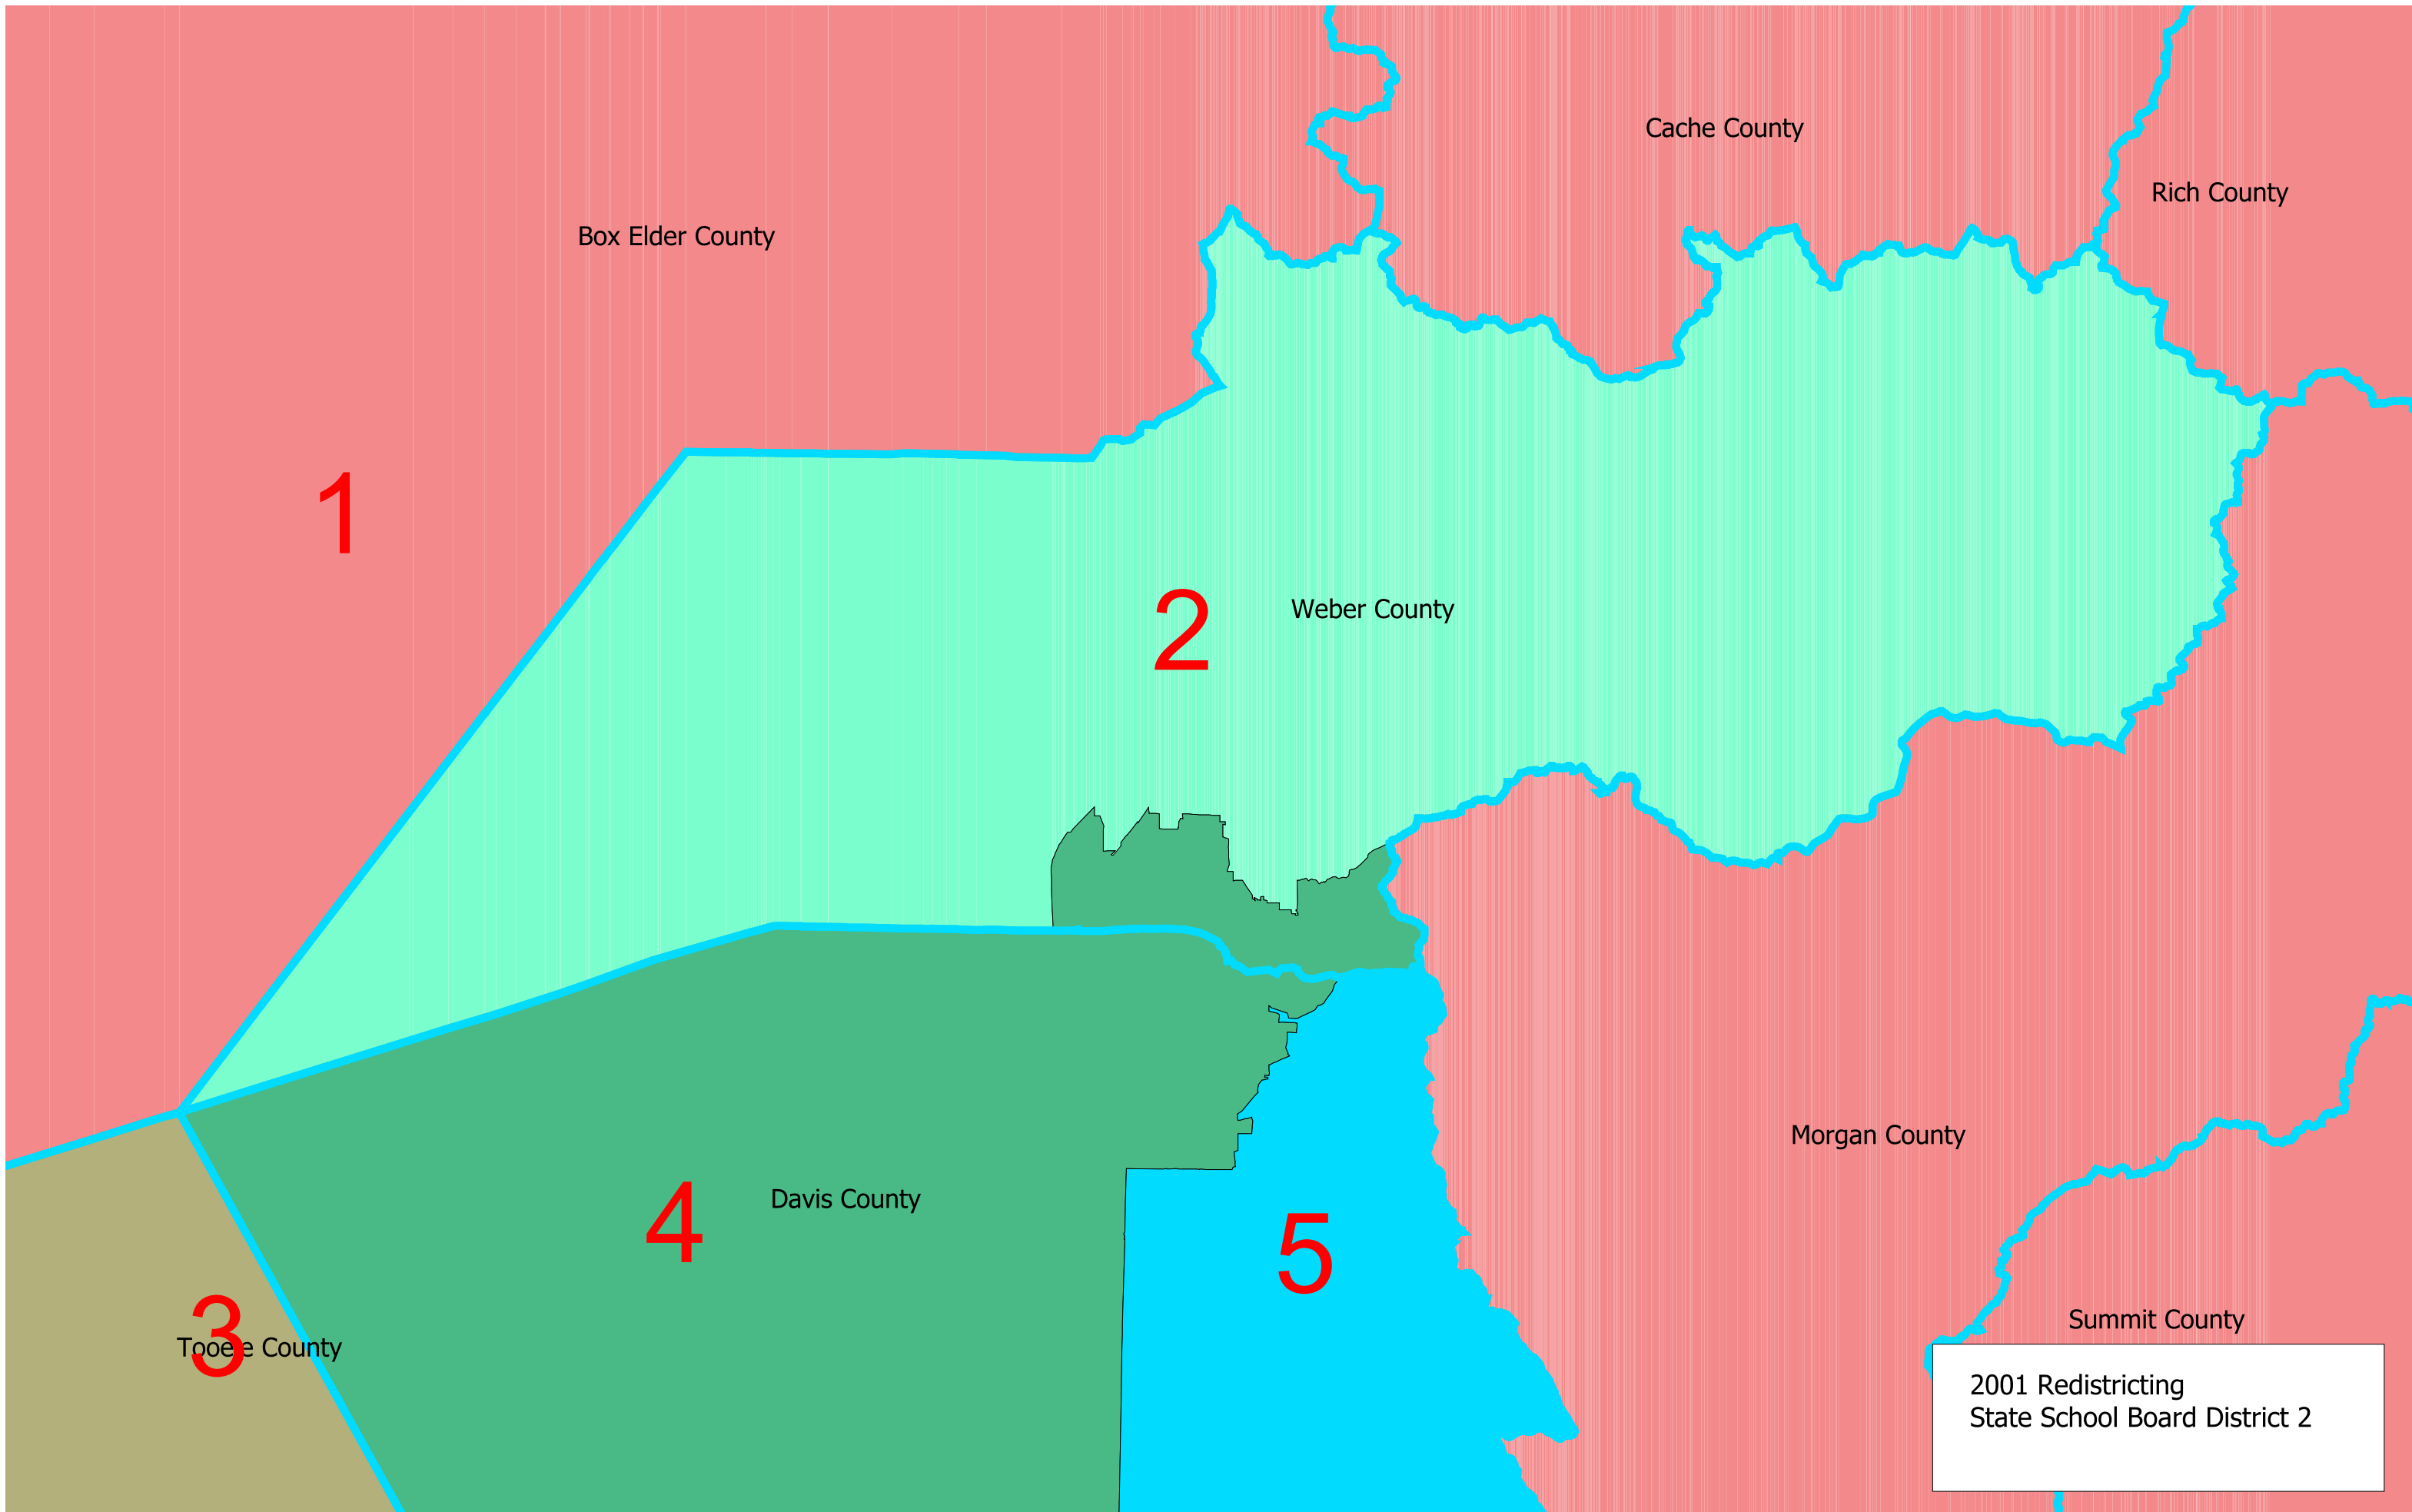 Cache County
Rich County
Box Elder County
1
2
Weber County
Morgan County
4
Davis County
5
3
Tooele County
Summit County
2001 Redistricting
State School Board District 2